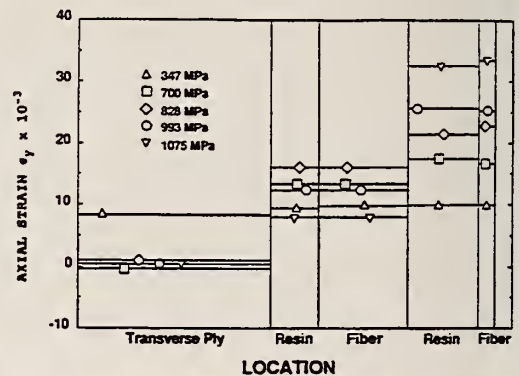 40
30
20
10
0
-10
AXIAL STRAIN ε_y × 10⁻³
347 MPa
700 MPa
828 MPa
993 MPa
1075 MPa
Transverse Ply
Resin
Fiber
Resin
Fiber
LOCATION